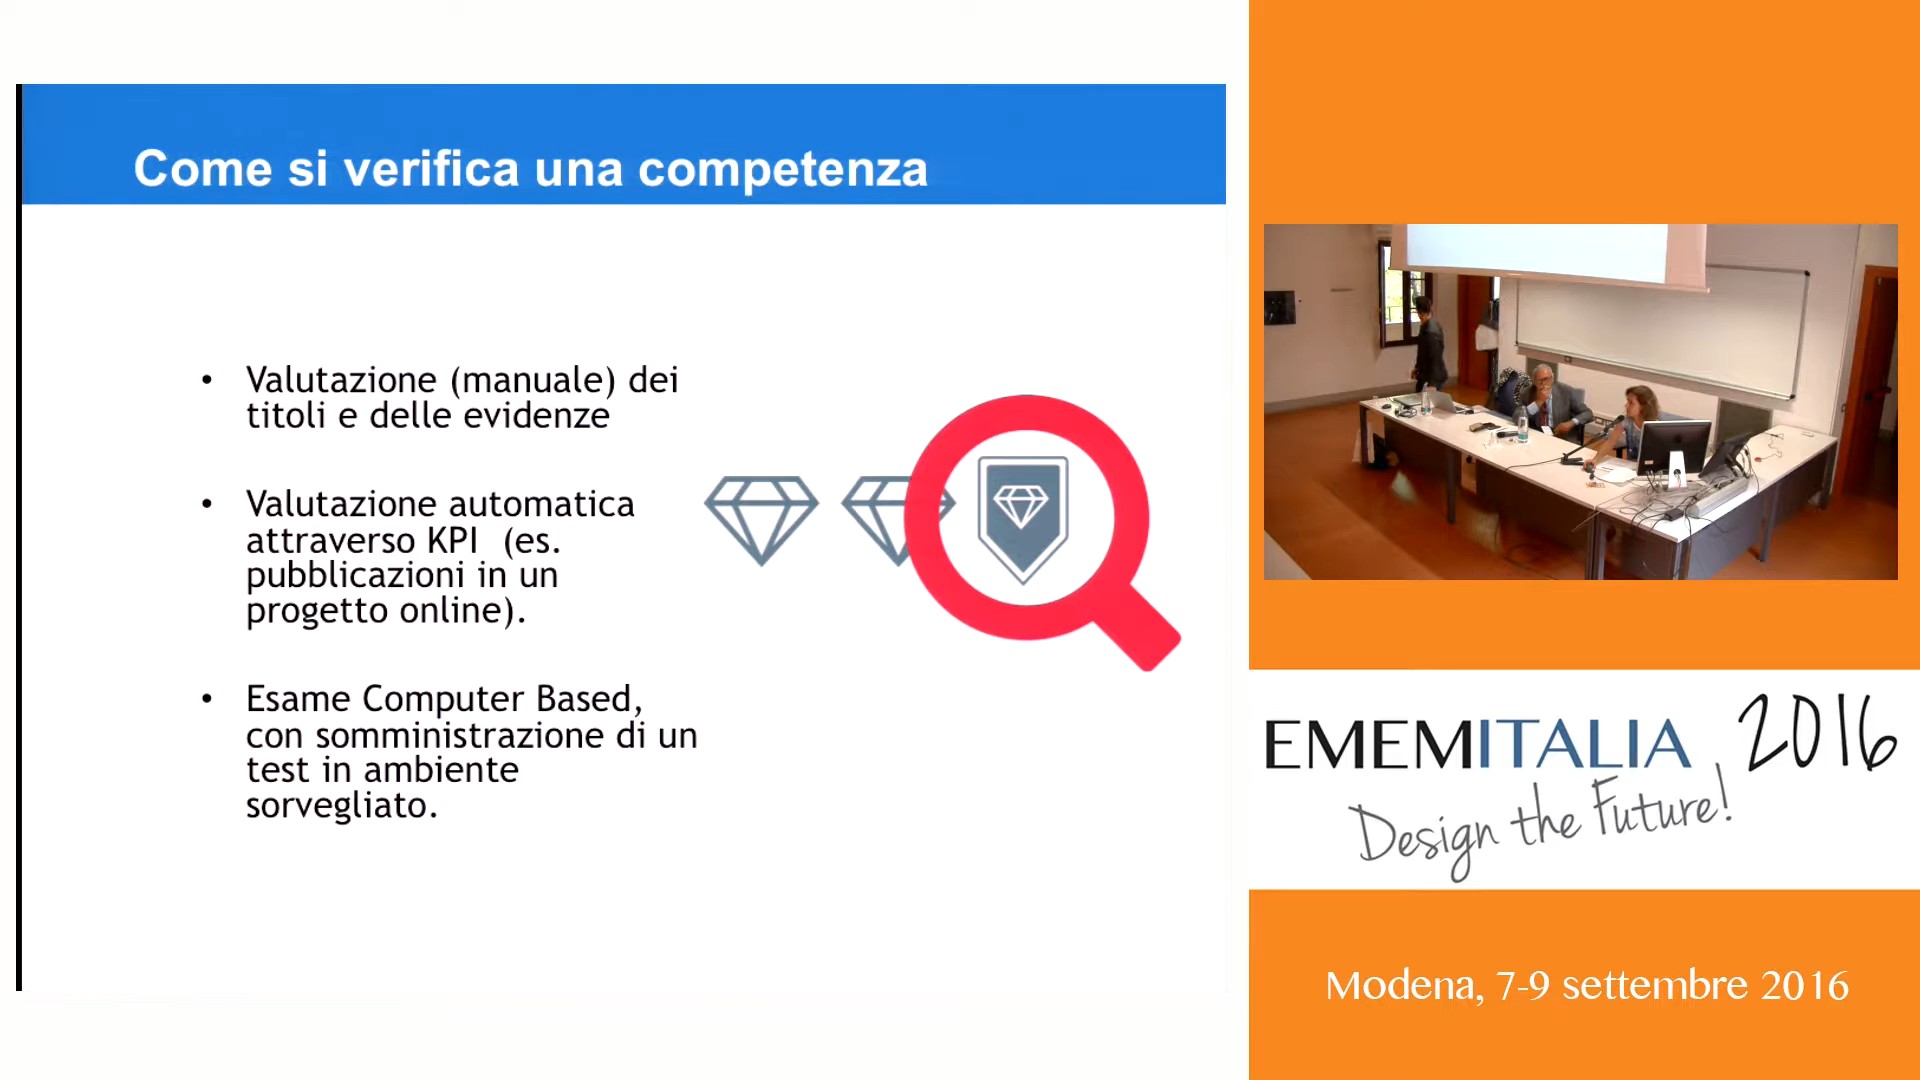 Come si verifica una competenza
• Valutazione (manuale) dei
titoli e delle evidenze
• Valutazione automatica
attraverso KPI (es.
pubblicazioni in un
progetto online).
• Esame Computer Based,
con somministrazione di un
test in ambiente
sorvegliato.
EMEMITALIA 2016
Design the Future!
Modena, 7-9 settembre 2016